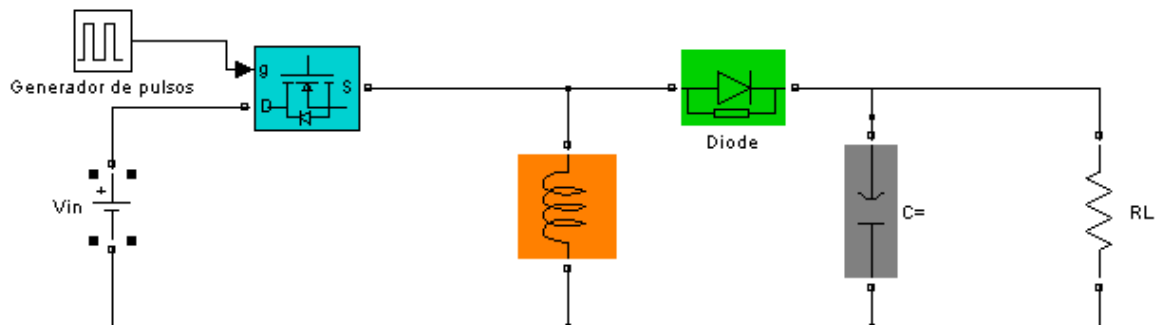 Generador de pulsos
g
D
S
Diode
+
Vin
C=
RL